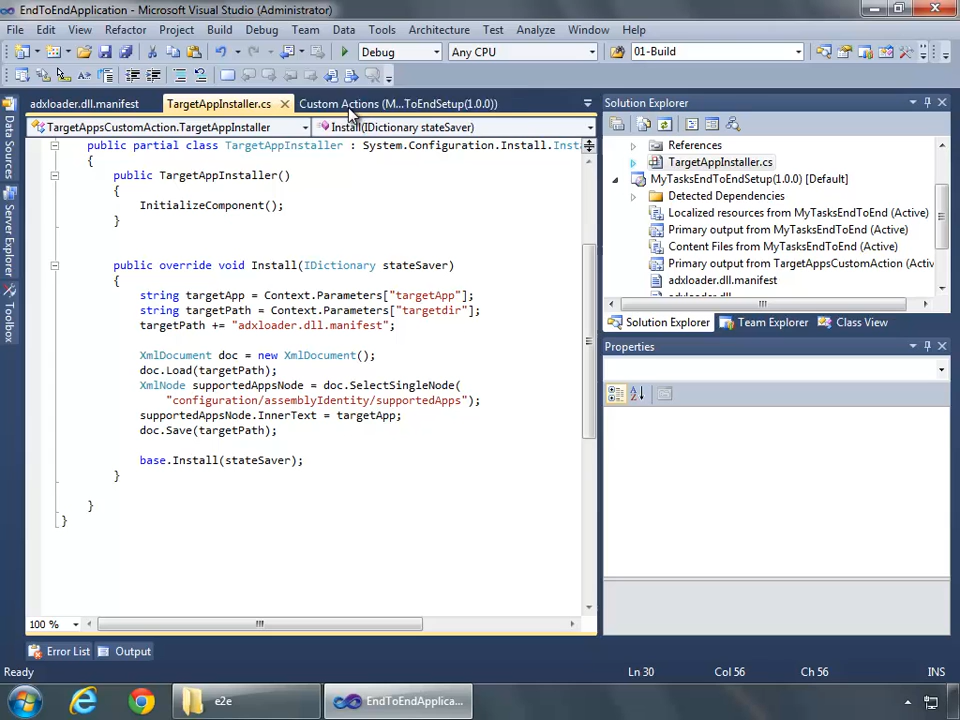 EndToEndApplication - Microsoft Visual Studio (Administrator)
File Edit View Refactor Project Build Debug Team Data Tools Architecture Test Analyze Window Help
Debug Any CPU 01-Build
adxloader.dll.manifest TargetAppInstaller.cs Custom Actions (M...ToEndSetup(1.0.0))
TargetAppsCustomAction.TargetAppInstaller Install(IDictionary stateSaver)
public partial class TargetAppInstaller : System.Configuration.Install.Inst
{
public TargetAppInstaller()
{
InitializeComponent();
}
public override void Install(IDictionary stateSaver)
{
string targetApp = Context.Parameters["targetApp"];
string targetPath = Context.Parameters["targetdir"];
targetPath += "adxloader.dll.manifest";
XmlDocument doc = new XmlDocument();
doc.Load(targetPath);
XmlNode supportedAppsNode = doc.SelectSingleNode(
"configuration/assemblyIdentity/supportedApps");
supportedAppsNode.InnerText = targetApp;
doc.Save(targetPath);
base.Install(stateSaver);
}
}
}
100 %
Data Sources
Server Explorer
Toolbox
Solution Explorer
References
TargetAppInstaller.cs
MyTasksEndToEndSetup(1.0.0) [Default]
Detected Dependencies
Localized resources from MyTasksEndToEnd (Active)
Primary output from MyTasksEndToEnd (Active)
Content Files from MyTasksEndToEnd (Active)
Primary output from TargetAppsCustomAction (Activ
adxloader.dll.manifest
Solution Explorer Team Explorer Class View
Properties
Error List Output
Ready Ln 30 Col 56 Ch 56 INS
e2e EndToEndApplica...